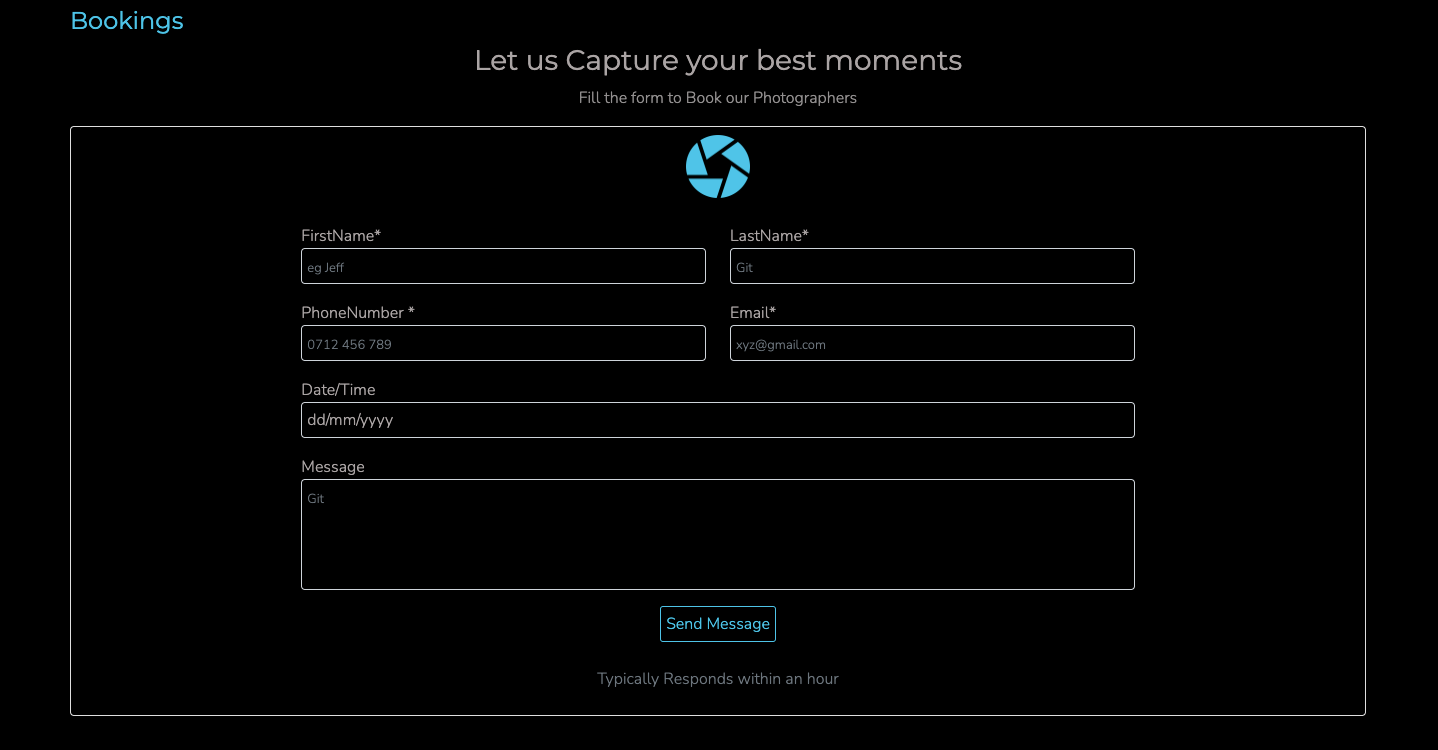 Bookings
Let us Capture your best moments
Fill the form to Book our Photographers
FirstName* LastName*
eg Jeff Git
PhoneNumber * Email*
0712 456 789 xyz@gmail.com
Date/Time
dd/mm/yyyy
Message
Git
Send Message
Typically Responds within an hour